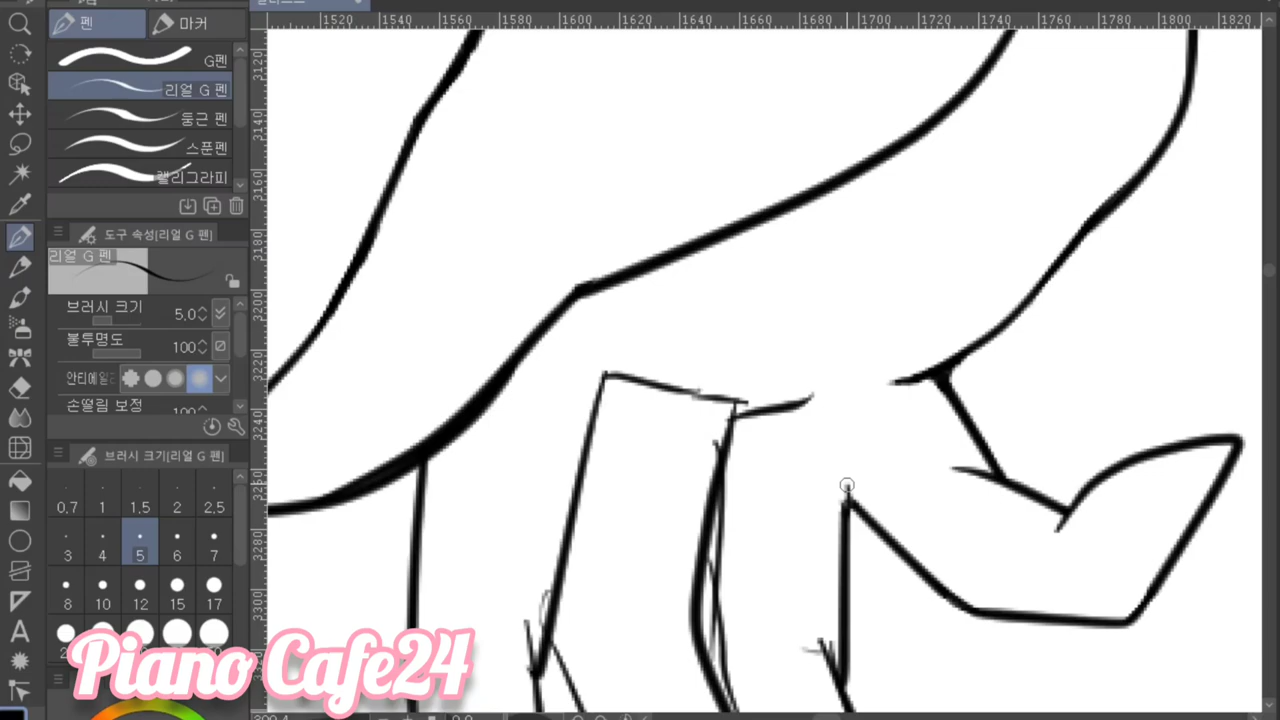 1520 1540 1560 1580 1600 1620 1640 1660 1680 1700 1720 1740 1760 1780 1800 1820
펜
마커
G펜
리얼 G 펜
둥근 펜
스푼펜
캘리그라피
도구 속성[리얼 G 펜]
리얼 G 펜
브러시 크기 5.0
불투명도 100
손떨림 보정
브러시 크기[리얼 G 펜]
0.7 1 1.5 2 2.5
3 4 5 6 7
8 10 12 15 17
3120
3140
3160
3180
3200
3220
3240
3260
3280
3300
A
Piano Cafe24